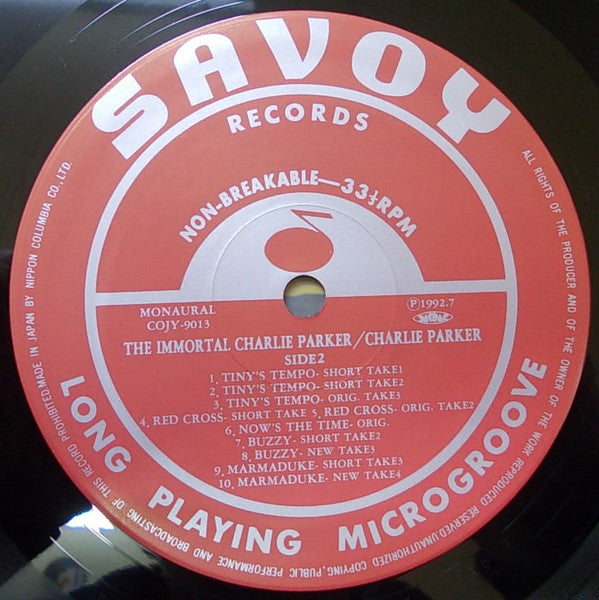 SAVOY
RECORDS
NON-BREAKABLE—33⅓RPM
MONAURAL
COJY-9013
Ⓟ1992.7
THE IMMORTAL CHARLIE PARKER/CHARLIE PARKER
SIDE2
1, TINY'S TEMPO- SHORT TAKE1
2, TINY'S TEMPO- SHORT TAKE2
3, TINY'S TEMPO- ORIG. TAKE3
4, RED CROSS- SHORT TAKE 5, RED CROSS- ORIG. TAKE2
6, NOW'S THE TIME- ORIG.
7, BUZZY- SHORT TAKE2
8, BUZZY- NEW TAKE3
9, MARMADUKE- SHORT TAKE3
10, MARMADUKE- NEW TAKE4
LONG PLAYING MICROGROOVE
ALL RIGHTS OF THE PRODUCER AND OF THE OWNER OF THE WORK REPRODUCED RESERVED.UNAUTHORIZED COPYING,PUBLIC PERFORMANCE AND BROADCASTING OF THIS RECORD PROHIBITED.MADE IN JAPAN BY NIPPON COLUMBIA CO.,LTD.